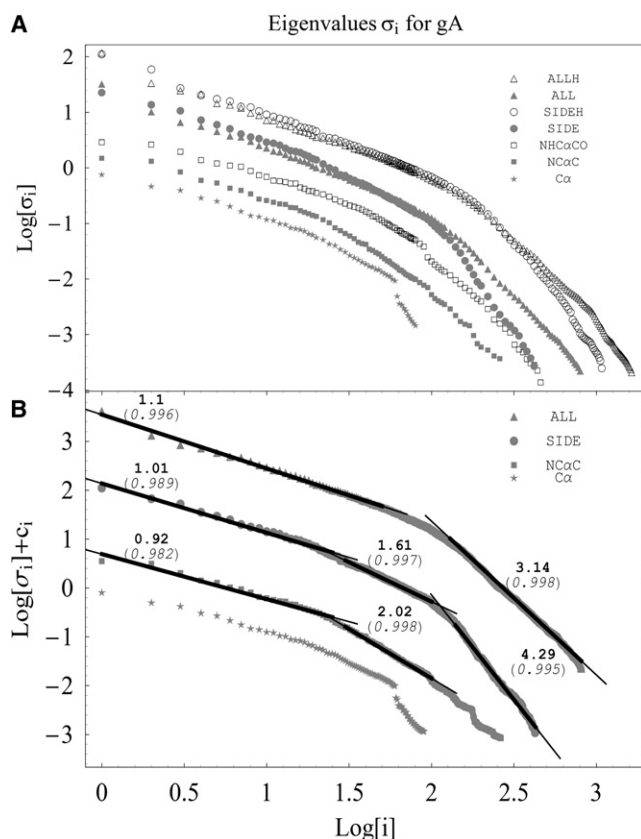 A
Eigenvalues σi for gA
2
1
0
-1
-2
-3
-4
Log[σi]
ALLH
ALL
SIDEH
SIDE
NHCαCO
NCαC
Cα
B
3
2
1
0
-1
-2
-3
Log[σi]+ci
1.1
(0.996)
ALL
SIDE
NCαC
Cα
1.01
(0.989)
0.92
(0.982)
1.61
(0.997)
3.14
(0.998)
2.02
(0.998)
4.29
(0.995)
0 0.5 1 1.5 2 2.5 3
Log[i]